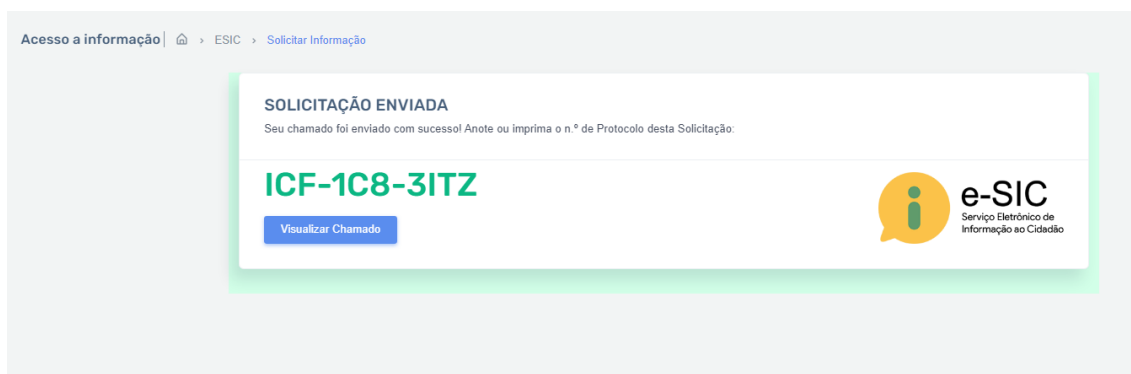 Acesso a informação | > ESIC > Solicitar Informação
SOLICITAÇÃO ENVIADA
Seu chamado foi enviado com sucesso! Anote ou imprima o n.º de Protocolo desta Solicitação:
ICF-1C8-3ITZ
Visualizar Chamado
e-SIC
Serviço Eletrônico de
Informação ao Cidadão